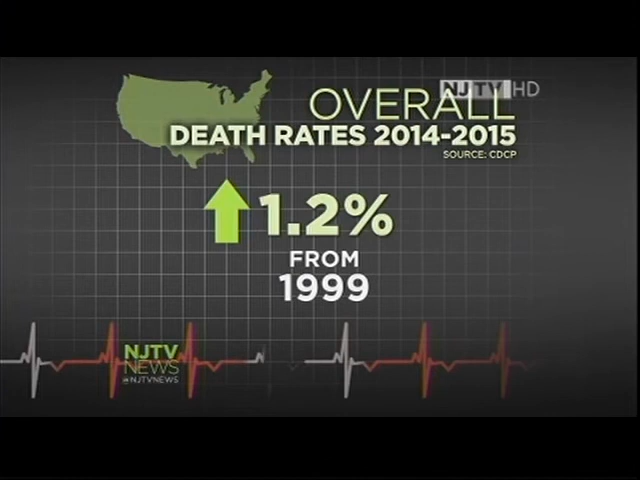 NJTV HD
OVERALL
DEATH RATES 2014-2015
SOURCE: CDCP
1.2%
FROM
1999
NJTV
NEWS
@NJTVNEWS